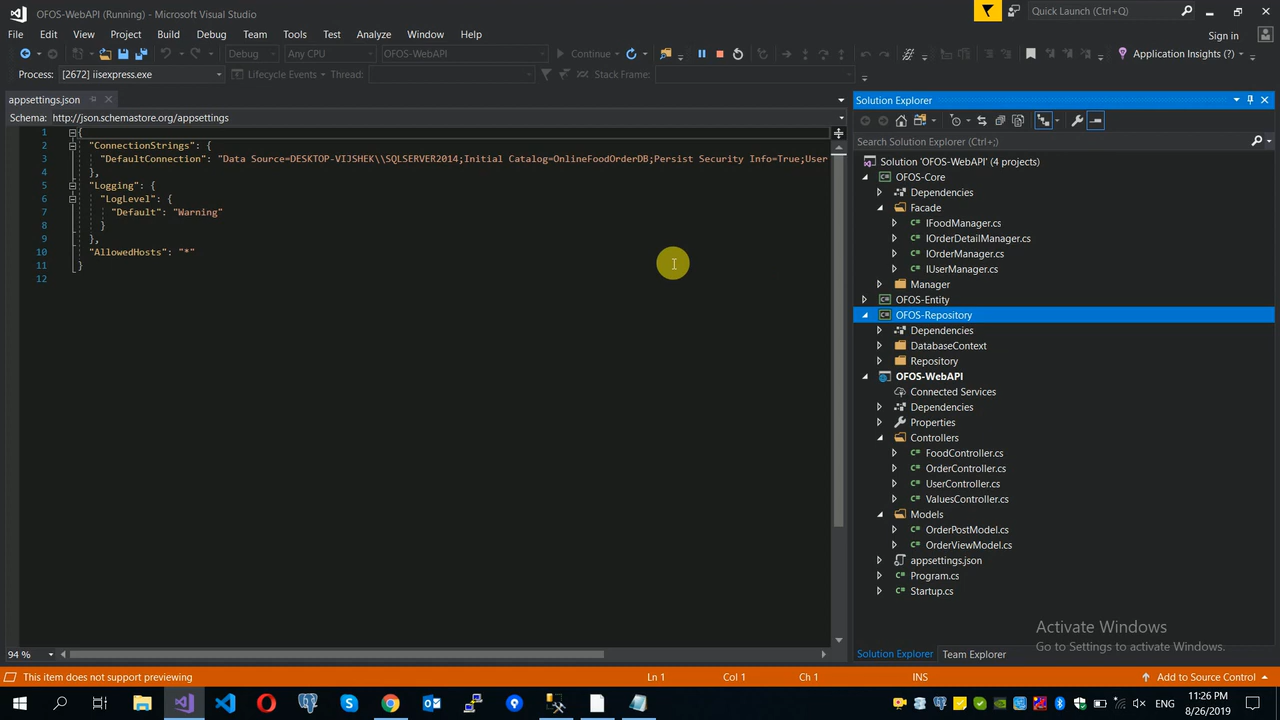 OFOS-WebAPI (Running) - Microsoft Visual Studio
Quick Launch (Ctrl+Q)
File Edit View Project Build Debug Team Tools Test Analyze Window Help
Sign in
Debug Any CPU OFOS-WebAPI Continue Application Insights (?)
Process: [2672] iisexpress.exe Lifecycle Events Thread: Stack Frame:
appsettings.json
Schema: http://json.schemastore.org/appsettings
1 {
2 "ConnectionStrings": {
3 "DefaultConnection": "Data Source=DESKTOP-VIJSHEK\\SQLSERVER2014;Initial Catalog=OnlineFoodOrderDB;Persist Security Info=True;User
4 },
5 "Logging": {
6 "LogLevel": {
7 "Default": "Warning"
8 }
9 },
10 "AllowedHosts": "*"
11 }
12
94 %
Solution Explorer
Search Solution Explorer (Ctrl+;)
Solution 'OFOS-WebAPI' (4 projects)
OFOS-Core
Dependencies
Facade
IFoodManager.cs
IOrderDetailManager.cs
IOrderManager.cs
IUserManager.cs
Manager
OFOS-Entity
OFOS-Repository
Dependencies
DatabaseContext
Repository
OFOS-WebAPI
Connected Services
Dependencies
Properties
Controllers
FoodController.cs
OrderController.cs
UserController.cs
ValuesController.cs
Models
OrderPostModel.cs
OrderViewModel.cs
appsettings.json
Program.cs
Startup.cs
Activate Windows
Go to Settings to activate Windows.
Solution Explorer Team Explorer
This item does not support previewing Ln 1 Col 1 Ch 1 INS Add to Source Control
ENG
11:26 PM
8/26/2019